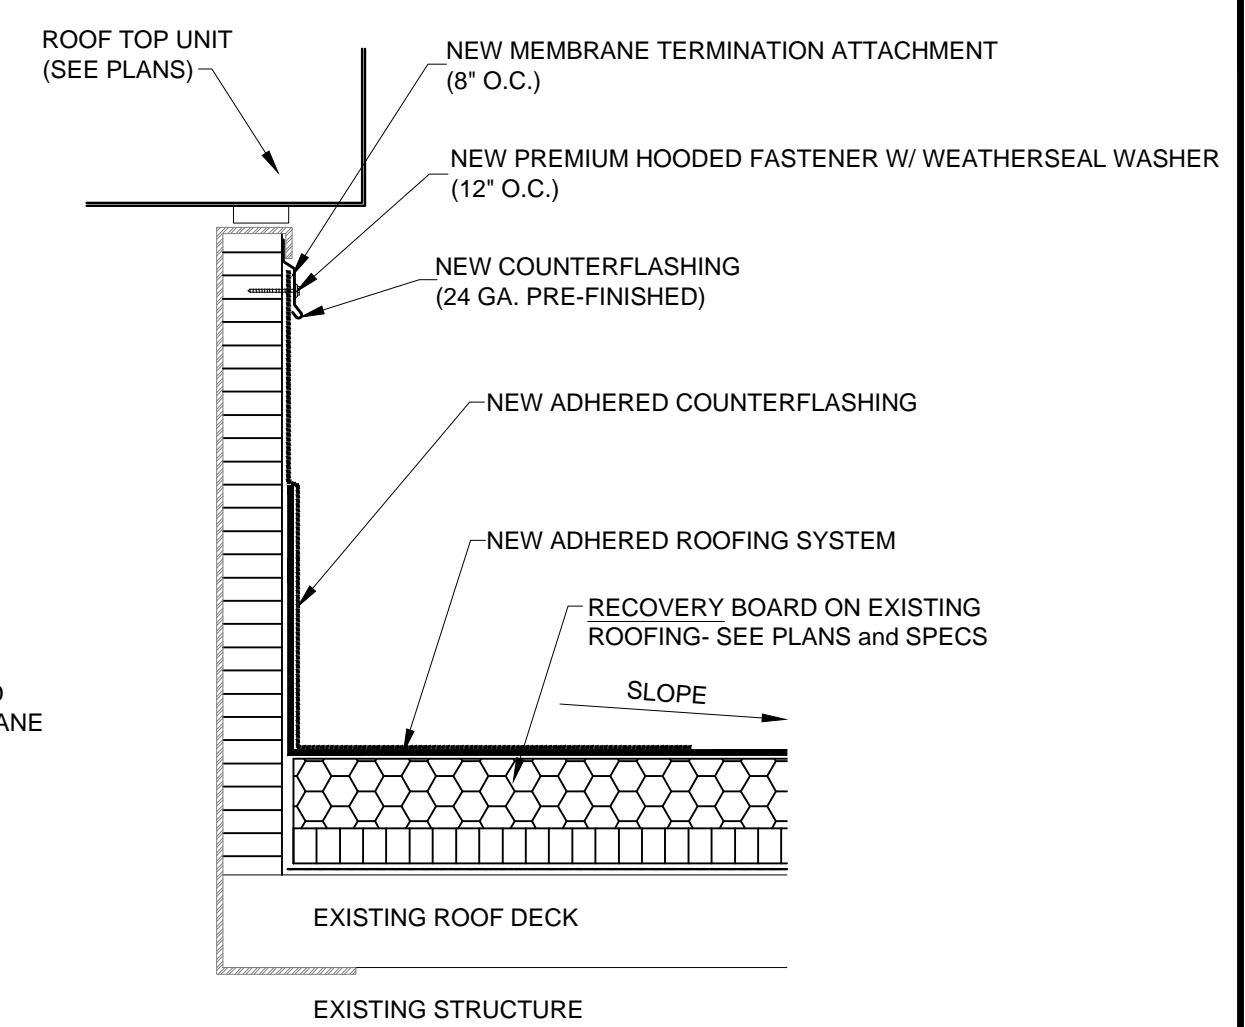 ROOF TOP UNIT
(SEE PLANS)
NEW MEMBRANE TERMINATION ATTACHMENT
(8" O.C.)
NEW PREMIUM HOODED FASTENER W/ WEATHERSEAL WASHER
(12" O.C.)
NEW COUNTERFLASHING
(24 GA. PRE-FINISHED)
NEW ADHERED COUNTERFLASHING
NEW ADHERED ROOFING SYSTEM
RECOVERY BOARD ON EXISTING
ROOFING- SEE PLANS and SPECS
SLOPE
EXISTING ROOF DECK
EXISTING STRUCTURE